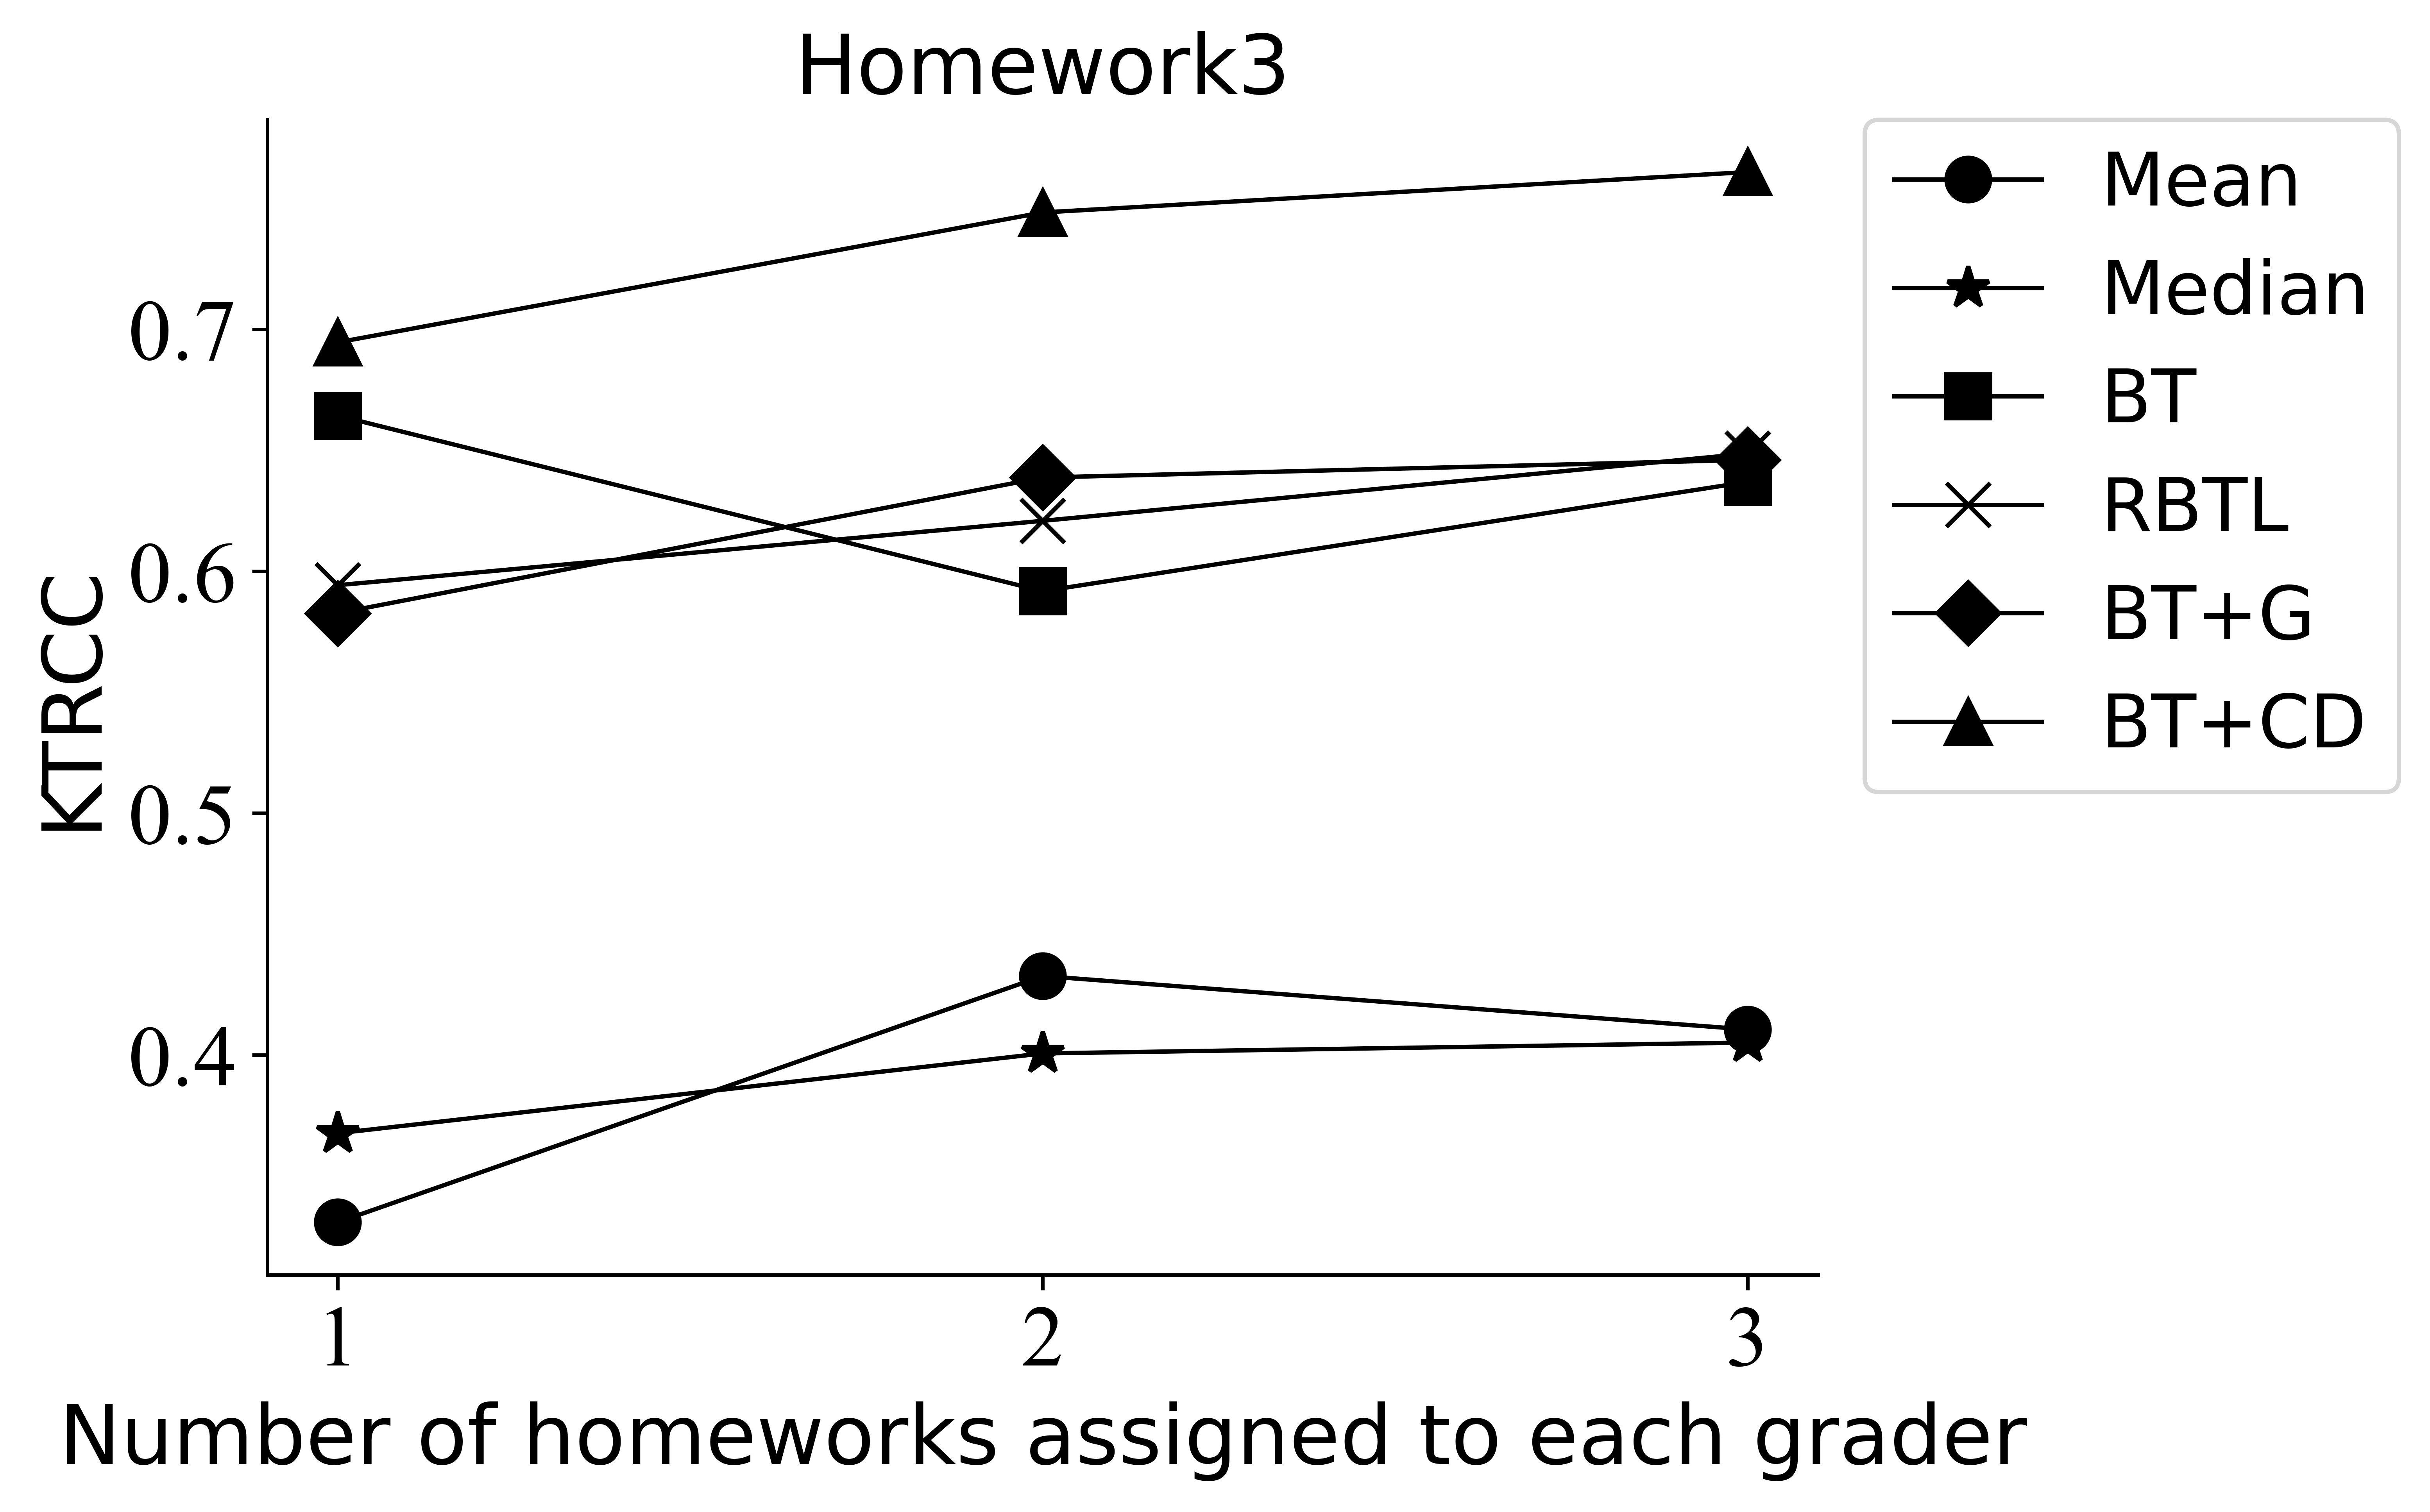 Homework3
KTRCC
0.7
0.6
0.5
0.4
1 2 3
Number of homeworks assigned to each grader
Mean
Median
BT
RBTL
BT+G
BT+CD